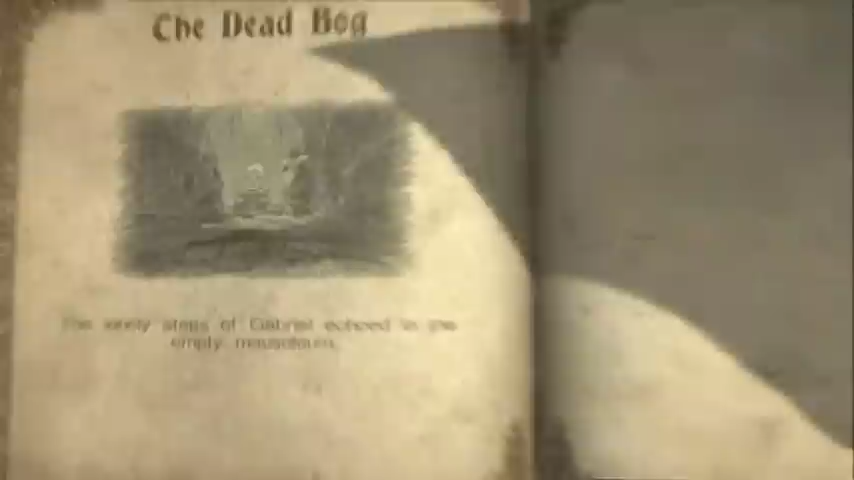 The Dead Bog
The lonely steps of Gabriel echoed in the
empty mausoleum.